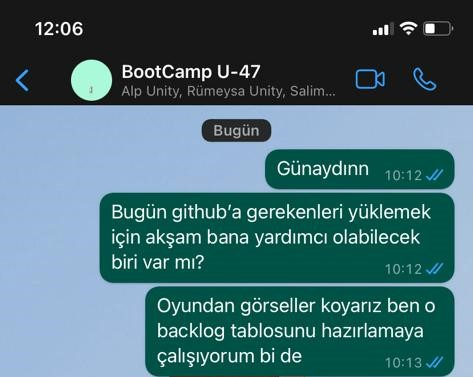 12:06
BootCamp U-47
Alp Unity, Rümeysa Unity, Salim...
Bugün
Günaydınn 10:12
Bugün github'a gerekenleri yüklemek
için akşam bana yardımcı olabilecek
biri var mı?
10:12
Oyundan görseller koyarız ben o
backlog tablosunu hazırlamaya
çalışıyorum bi de 10:13